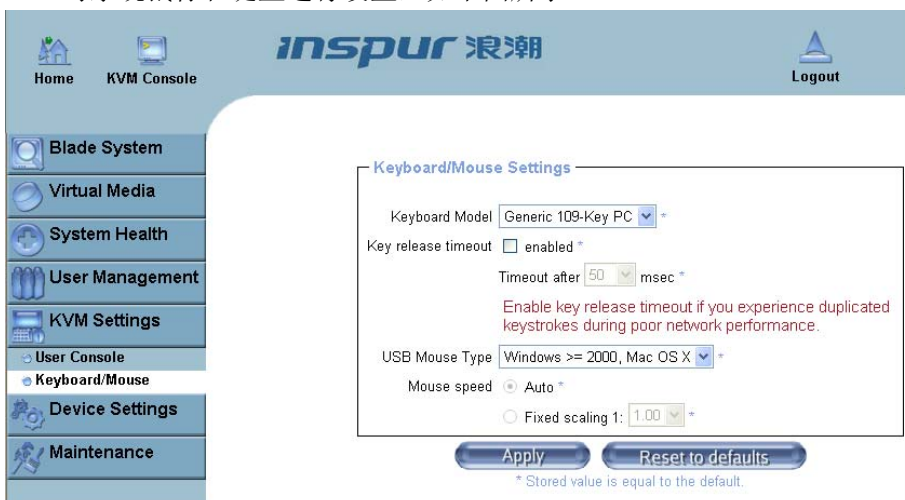 inspur 浪潮
Home
KVM Console
Logout
Blade System
Virtual Media
System Health
User Management
KVM Settings
User Console
Keyboard/Mouse
Device Settings
Maintenance
Keyboard/Mouse Settings
Keyboard Model Generic 109-Key PC *
Key release timeout enabled *
Timeout after 50 msec *
Enable key release timeout if you experience duplicated
keystrokes during poor network performance.
USB Mouse Type Windows >= 2000, Mac OS X *
Mouse speed Auto *
Fixed scaling 1: 1.00 *
Apply Reset to defaults
* Stored value is equal to the default.